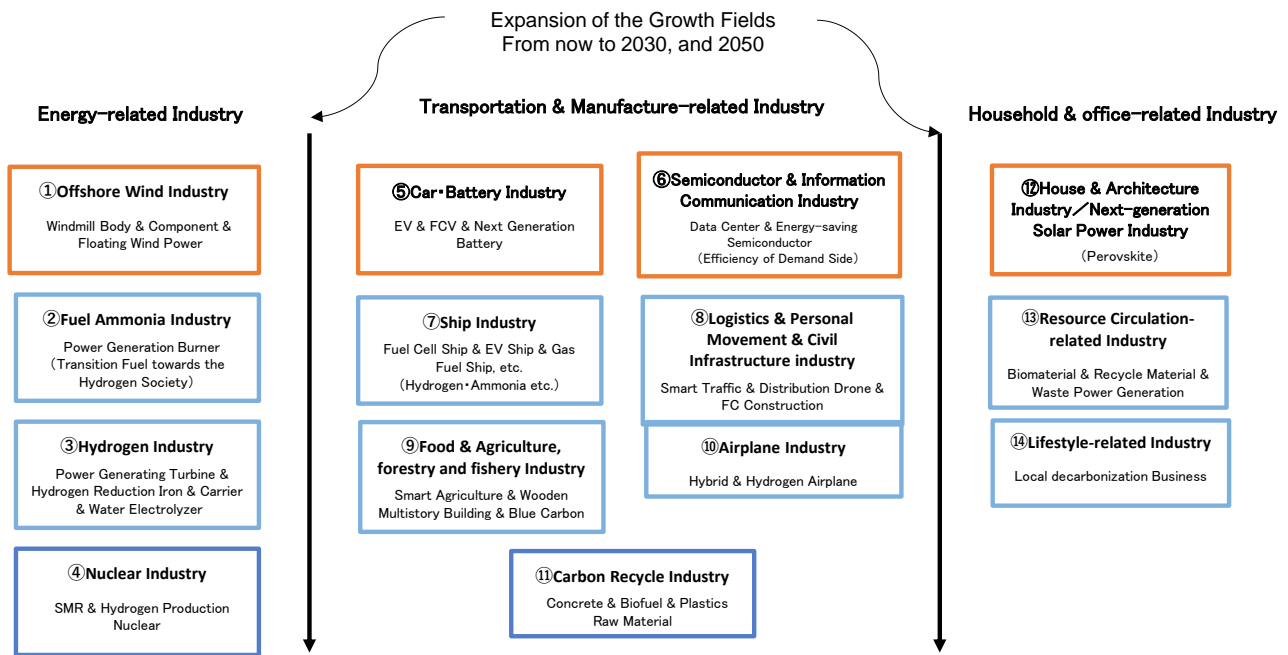 Expansion of the Growth Fields
From now to 2030, and 2050
Energy-related Industry
①Offshore Wind Industry
Windmill Body & Component &
Floating Wind Power
②Fuel Ammonia Industry
Power Generation Burner
(Transition Fuel towards the
Hydrogen Society)
③Hydrogen Industry
Power Generating Turbine &
Hydrogen Reduction Iron & Carrier
& Water Electrolyzer
④Nuclear Industry
SMR & Hydrogen Production
Nuclear
Transportation & Manufacture-related Industry
⑤Car・Battery Industry
EV & FCV & Next Generation
Battery
⑥Semiconductor & Information
Communication Industry
Data Center & Energy-saving
Semiconductor
(Efficiency of Demand Side)
⑦Ship Industry
Fuel Cell Ship & EV Ship & Gas
Fuel Ship, etc.
(Hydrogen・Ammonia etc.)
⑧Logistics & Personal
Movement & Civil
Infrastructure industry
Smart Traffic & Distribution Drone &
FC Construction
⑨Food & Agriculture,
forestry and fishery Industry
Smart Agriculture & Wooden
Multistory Building & Blue Carbon
⑩Airplane Industry
Hybrid & Hydrogen Airplane
⑪Carbon Recycle Industry
Concrete & Biofuel & Plastics
Raw Material
Household & office-related Industry
⑫House & Architecture
Industry／Next-generation
Solar Power Industry
(Perovskite)
⑬Resource Circulation-
related Industry
Biomaterial & Recycle Material &
Waste Power Generation
⑭Lifestyle-related Industry
Local decarbonization Business